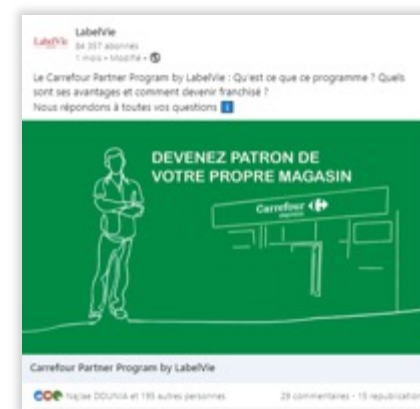 LabelVie
LabelVie
84 357 abonnés
1 mois • Modifié •
Le Carrefour Partner Program by LabelVie : Qu'est ce que ce programme ? Quels
sont ses avantages et comment devenir franchisé ?
Nous répondons à toutes vos questions
DEVENEZ PATRON DE
VOTRE PROPRE MAGASIN
Carrefour
express
Carrefour Partner Program by LabelVie
Najlae DOUNIA et 195 autres personnes
28 commentaires • 15 republications